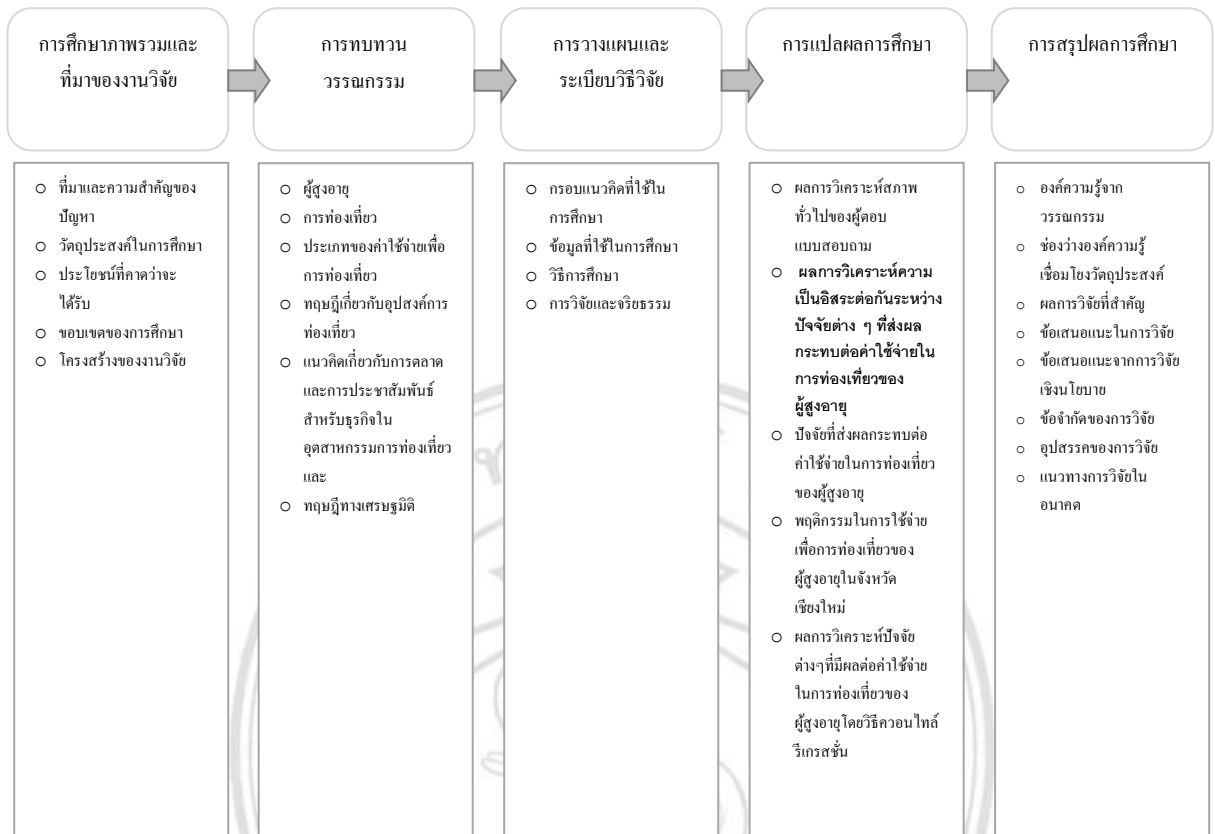 การศึกษาภาพรวมและ
ที่มาของงานวิจัย
การทบทวน
วรรณกรรม
การวางแผนและ
ระเบียบวิธีวิจัย
การแปลผลการศึกษา
การสรุปผลการศึกษา
ที่มาและความสำคัญของ
ปัญหา
วัตถุประสงค์ในการศึกษา
ประโยชน์ที่คาดว่าจะ
ได้รับ
ขอบเขตของการศึกษา
โครงสร้างของงานวิจัย
ผู้สูงอายุ
การท่องเที่ยว
ประเภทของค่าใช้จ่ายเพื่อ
การท่องเที่ยว
ทฤษฎีเกี่ยวกับอุปสงค์การ
ท่องเที่ยว
แนวคิดเกี่ยวกับการตลาด
และการประชาสัมพันธ์
สำหรับธุรกิจใน
อุตสาหกรรมการท่องเที่ยว
และ
ทฤษฎีทางเศรษฐมิติ
กรอบแนวคิดที่ใช้ใน
การศึกษา
ข้อมูลที่ใช้ในการศึกษา
วิธีการศึกษา
การวิจัยและจริยธรรม
ผลการวิเคราะห์สภาพ
ทั่วไปของผู้ตอบ
แบบสอบถาม
ผลการวิเคราะห์ความ
เป็นอิสระต่อกันระหว่าง
ปัจจัยต่าง ๆ ที่ส่งผล
กระทบต่อค่าใช้จ่ายใน
การท่องเที่ยวของ
ผู้สูงอายุ
ปัจจัยที่ส่งผลกระทบต่อ
ค่าใช้จ่ายในการท่องเที่ยว
ของผู้สูงอายุ
พฤติกรรมในการใช้จ่าย
เพื่อการท่องเที่ยวของ
ผู้สูงอายุในจังหวัด
เชียงใหม่
ผลการวิเคราะห์ปัจจัย
ต่างๆที่มีผลต่อค่าใช้จ่าย
ในการท่องเที่ยวของ
ผู้สูงอายุโดยวิธีควอนไทล์
รีเกรสชั่น
องค์ความรู้จาก
วรรณกรรม
ช่องว่างองค์ความรู้
เชื่อมโยงวัตถุประสงค์
ผลการวิจัยที่สำคัญ
ข้อเสนอแนะในการวิจัย
ข้อเสนอแนะจากการวิจัย
เชิงนโยบาย
ข้อจำกัดของการวิจัย
อุปสรรคของการวิจัย
แนวทางการวิจัยใน
อนาคต